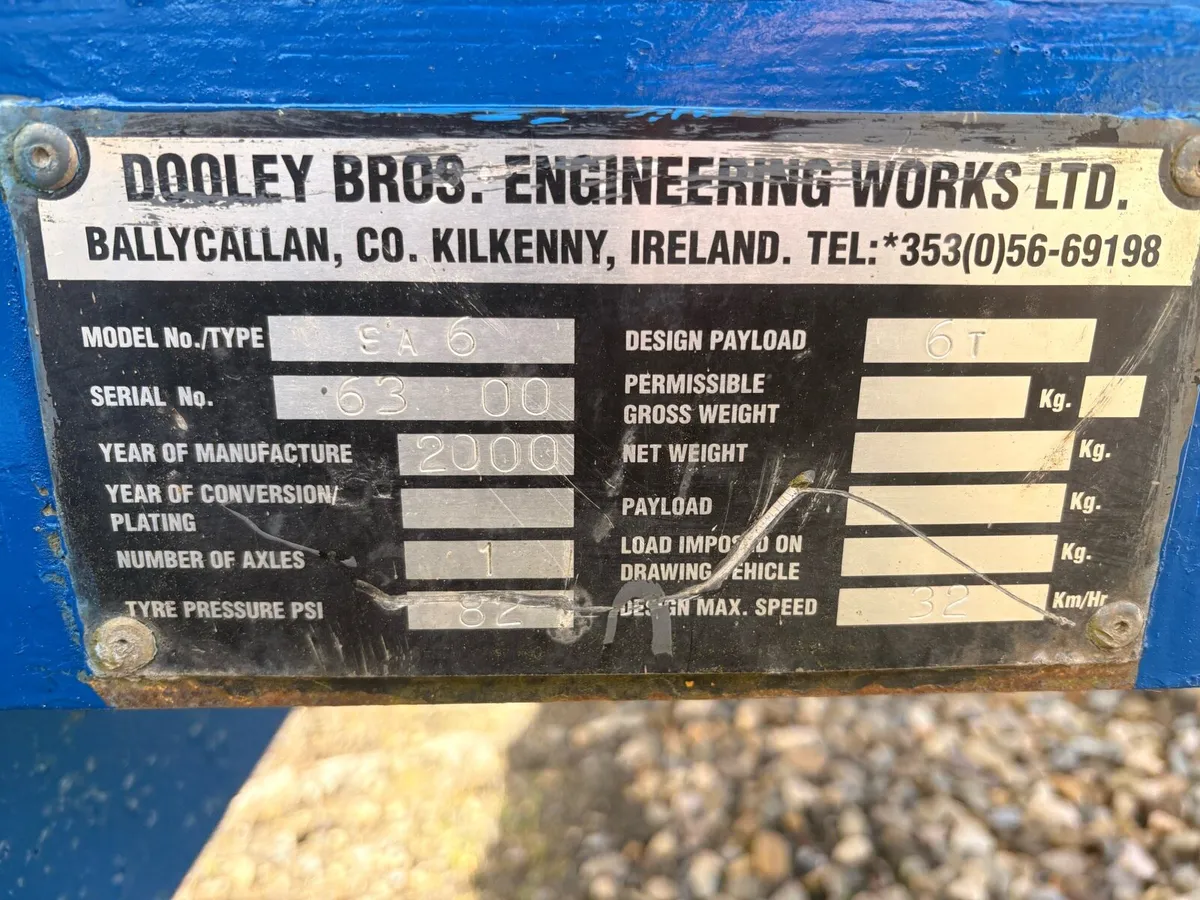 DOOLEY BROS. ENGINEERING WORKS LTD.
BALLYCALLAN, CO. KILKENNY, IRELAND. TEL:*353(0)56-69198
MODEL No./TYPE SA 6
SERIAL No. 63 00
YEAR OF MANUFACTURE 2000
YEAR OF CONVERSION/
PLATING
NUMBER OF AXLES 1
TYRE PRESSURE PSI 82
DESIGN PAYLOAD 6T
PERMISSIBLE
GROSS WEIGHT Kg.
NET WEIGHT Kg.
PAYLOAD Kg.
LOAD IMPOSED ON
DRAWING VEHICLE Kg.
DESIGN MAX. SPEED 32 Km/Hr